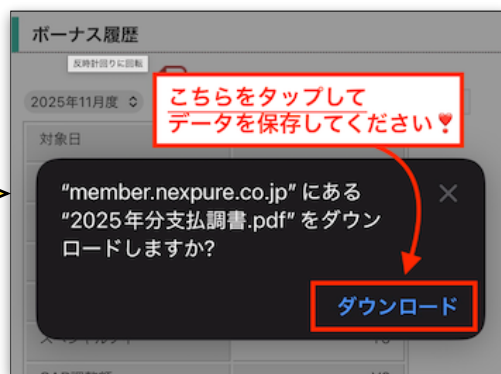 ボーナス履歴
反時計回りに回転
2025年11月度
こちらをタップして
データを保存してください❣
対象日
"member.nexpure.co.jp" にある
"2025年分支払調書.pdf" をダウン
ロードしますか?
ダウンロード